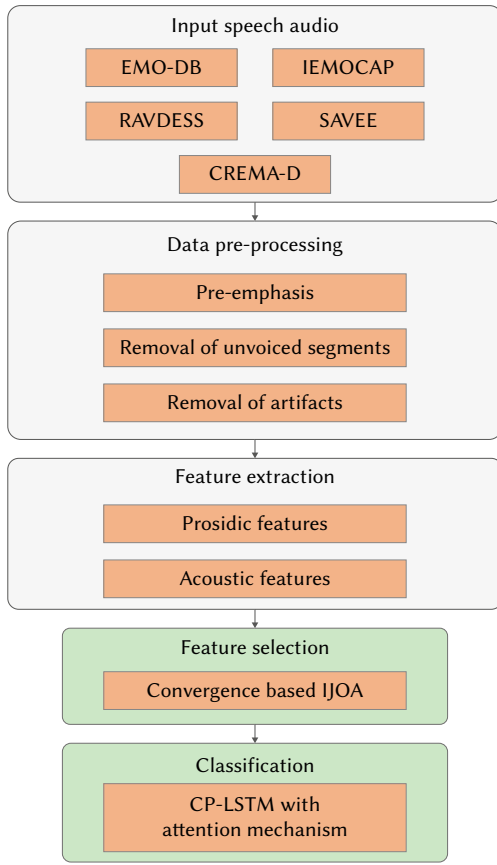 Input speech audio
EMO-DB
IEMOCAP
RAVDESS
SAVEE
CREMA-D
Data pre-processing
Pre-emphasis
Removal of unvoiced segments
Removal of artifacts
Feature extraction
Prosidic features
Acoustic features
Feature selection
Convergence based IJOA
Classification
CP-LSTM with
attention mechanism